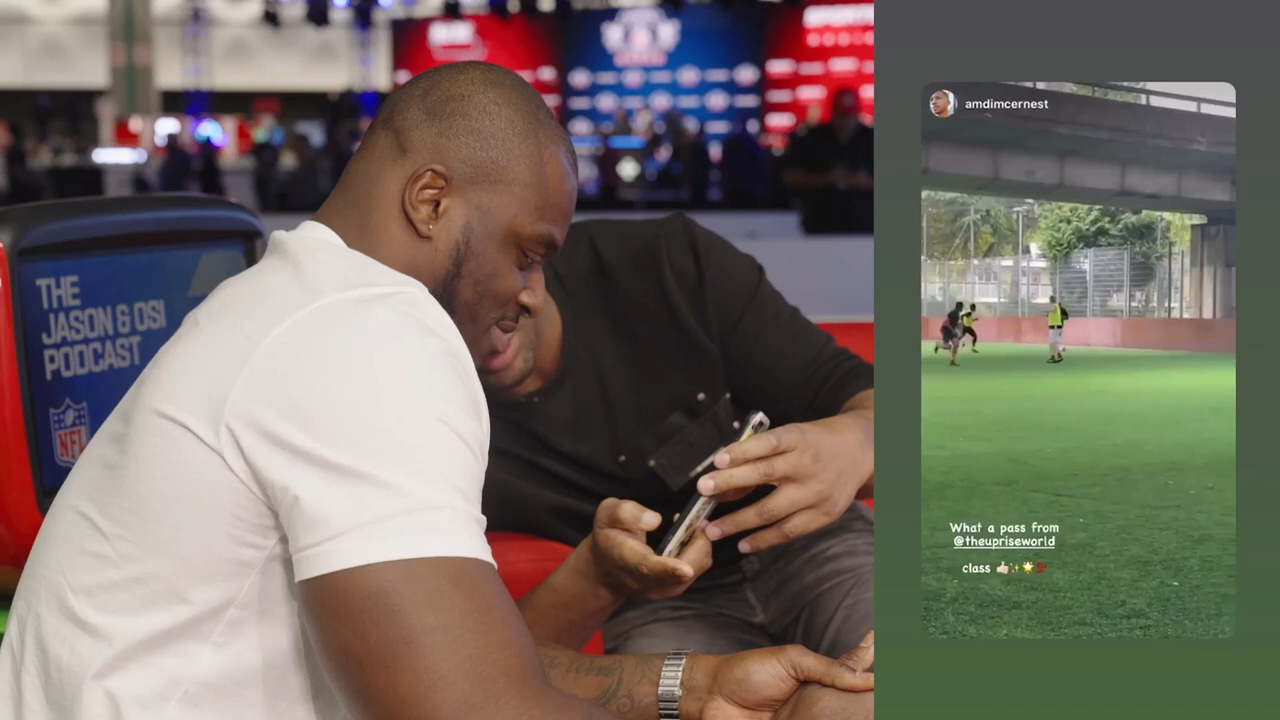 THE
JASON & OSI
PODCAST
NFL
amdimcernest
What a pass from
@theupriseworld
class